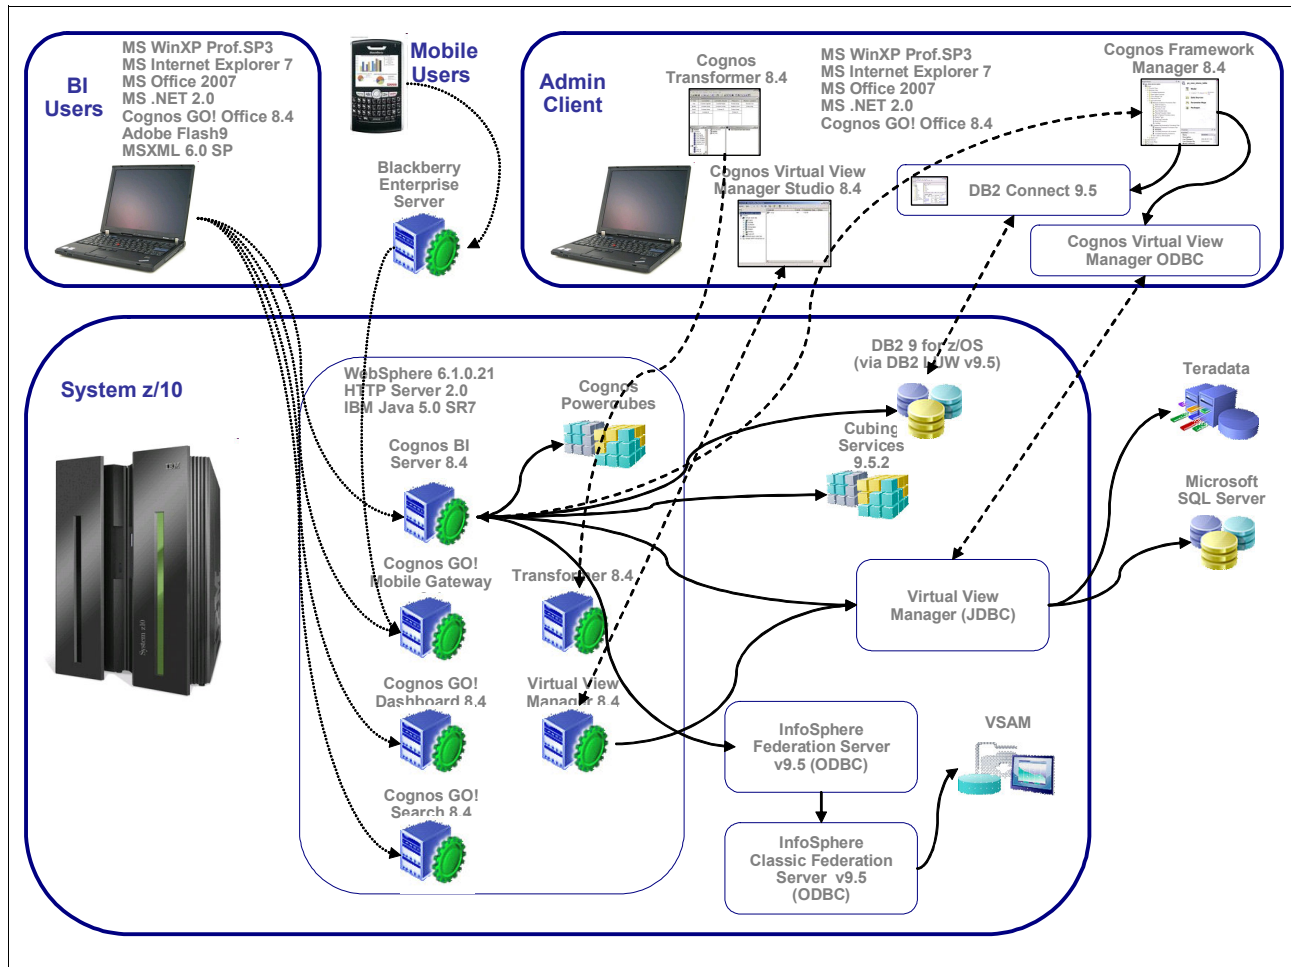 BI
Users
MS WinXP Prof.SP3
MS Internet Explorer 7
MS Office 2007
MS .NET 2.0
Cognos GO! Office 8.4
Adobe Flash9
MSXML 6.0 SP
Mobile
Users
Blackberry
Enterprise
Server
Admin
Client
Cognos
Transformer 8.4
MS WinXP Prof.SP3
MS Internet Explorer 7
MS Office 2007
MS .NET 2.0
Cognos GO! Office 8.4
Cognos Framework
Manager 8.4
Cognos Virtual View
Manager Studio 8.4
DB2 Connect 9.5
Cognos Virtual View
Manager ODBC
System z/10
WebSphere 6.1.0.21
HTTP Server 2.0
IBM Java 5.0 SR7
Cognos
Powercubes
DB2 9 for z/OS
(via DB2 LUW v9.5)
Teradata
Cognos BI
Server 8.4
Cubing
Services
9.5.2
Microsoft
SQL Server
Cognos GO!
Mobile Gateway
Transformer 8.4
Virtual View
Manager (JDBC)
System z10
Cognos GO!
Dashboard 8.4
Virtual View
Manager 8.4
InfoSphere
Federation Server
v9.5 (ODBC)
VSAM
Cognos GO!
Search 8.4
InfoSphere
Classic Federation
Server v9.5
(ODBC)